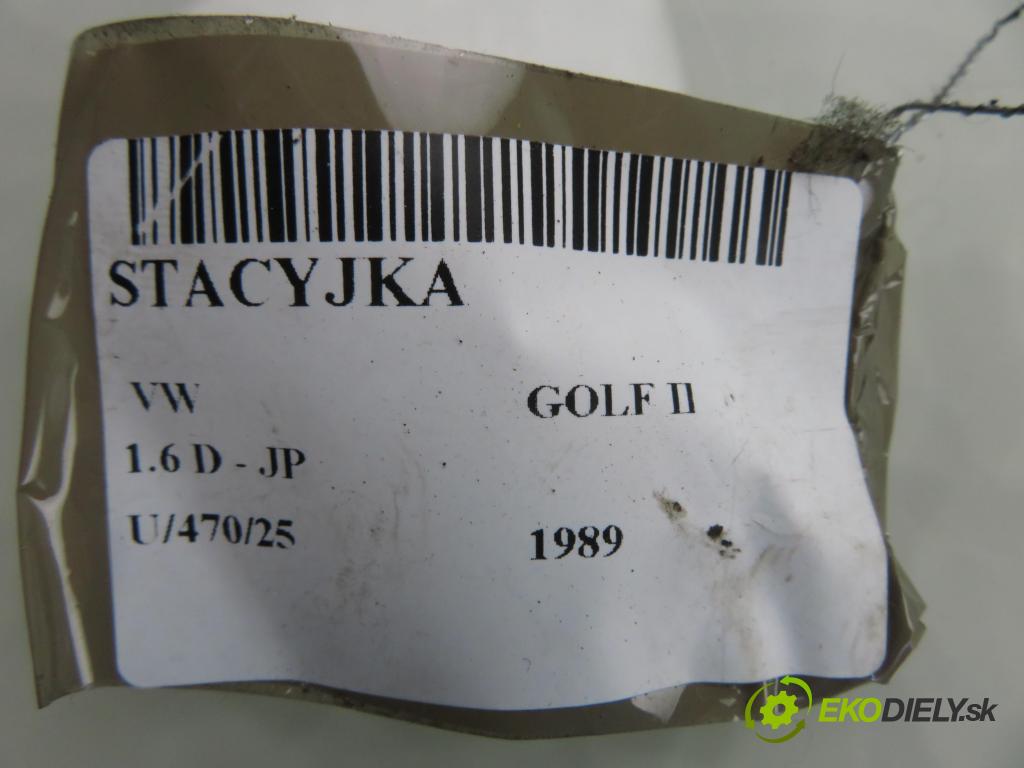 STACYJKA
VW GOLF II
1.6 D - JP
U/470/25 1989
EKODIELY.sk